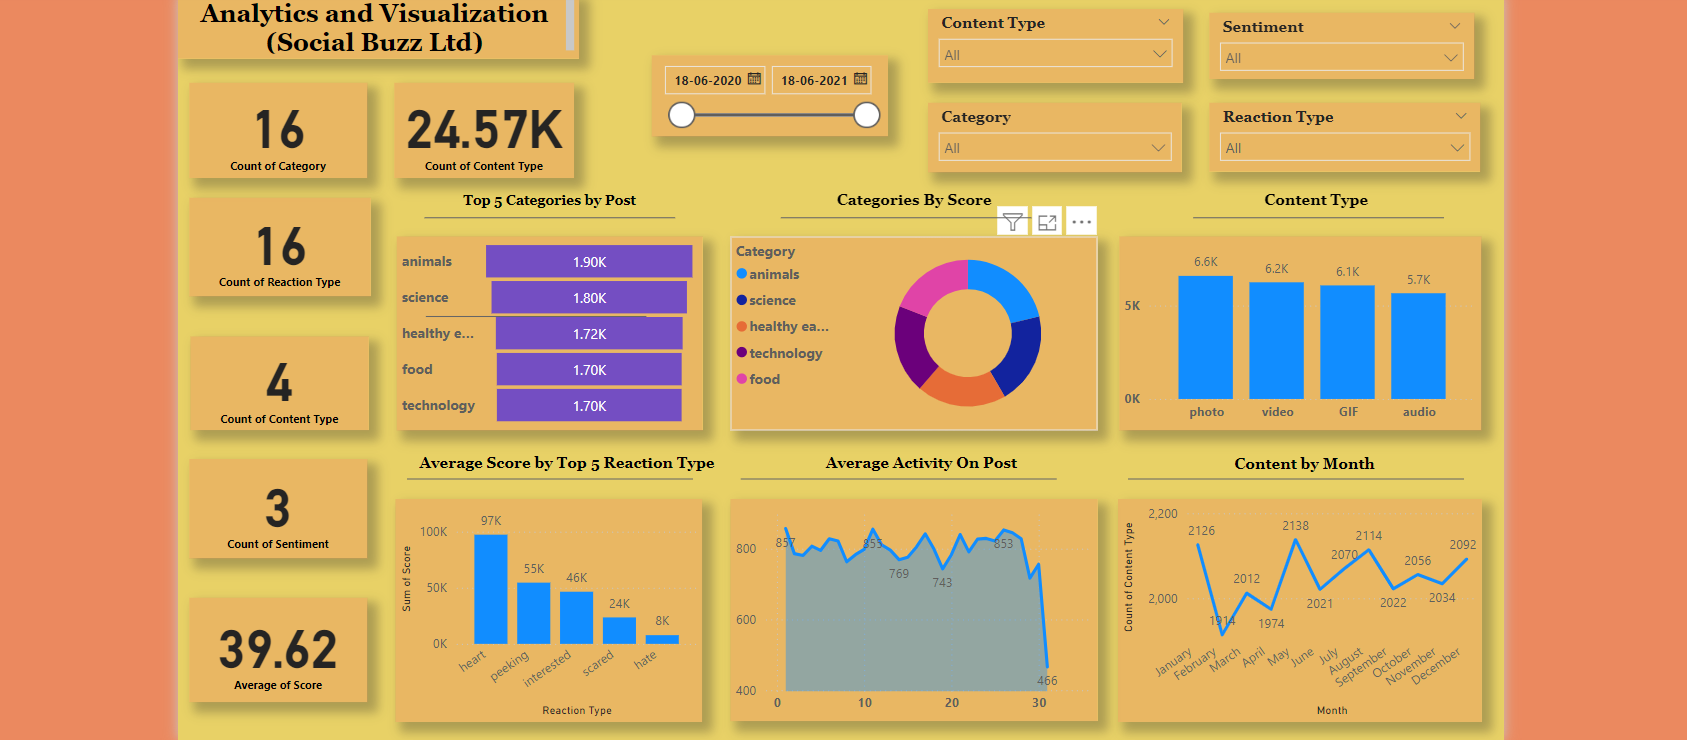 Analytics and Visualization
(Social Buzz Ltd)
18-06-2020
18-06-2021
Content Type
All
Sentiment
All
Category
All
Reaction Type
All
16
Count of Category
24.57K
Count of Content Type
16
Count of Reaction Type
4
Count of Content Type
3
Count of Sentiment
39.62
Average of Score
Top 5 Categories by Post
animals
1.90K
science
1.80K
healthy e...
1.72K
food
1.70K
technology
1.70K
Categories By Score
Category
animals
science
healthy ea...
technology
food
Content Type
6.6K
6.2K
6.1K
5.7K
5K
0K
photo
video
GIF
audio
Average Score by Top 5 Reaction Type
Sum of Score
100K
50K
0K
97K
55K
46K
24K
8K
heart
peeking
interested
scared
hate
Reaction Type
Average Activity On Post
800
600
400
857
855
769
743
853
466
0
10
20
30
Content by Month
Count of Content Type
2,200
2,000
2126
1914
2012
1974
2138
2021
2070
2114
2022
2056
2034
2092
January
February
March
April
May
June
July
August
September
October
November
December
Month